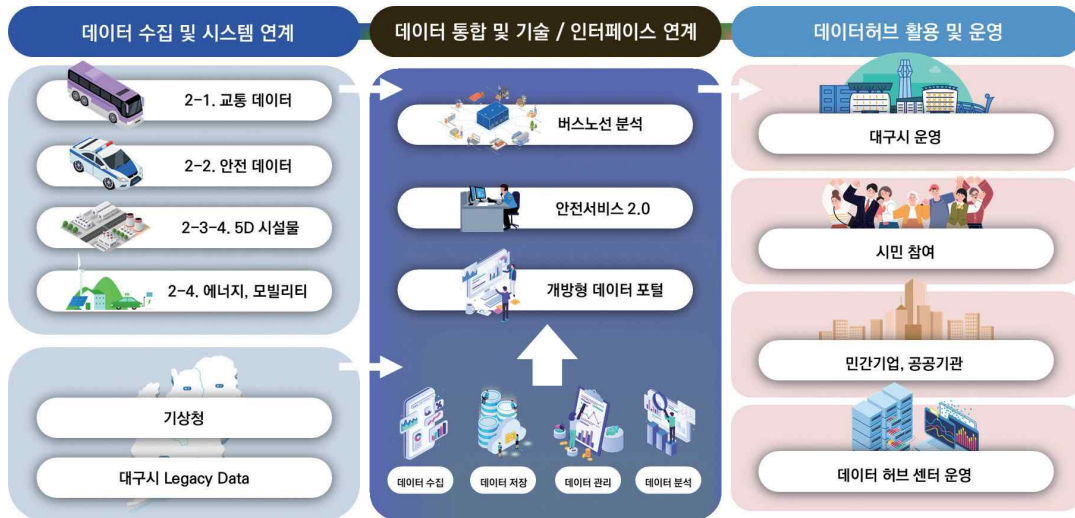 데이터 수집 및 시스템 연계
2-1. 교통 데이터
2-2. 안전 데이터
2-3-4. 5D 시설물
2-4. 에너지, 모빌리티
기상청
대구시 Legacy Data
데이터 통합 및 기술 / 인터페이스 연계
버스노선 분석
안전서비스 2.0
개방형 데이터 포털
데이터 수집
데이터 저장
데이터 관리
데이터 분석
데이터허브 활용 및 운영
대구시 운영
시민 참여
민간기업, 공공기관
데이터 허브 센터 운영